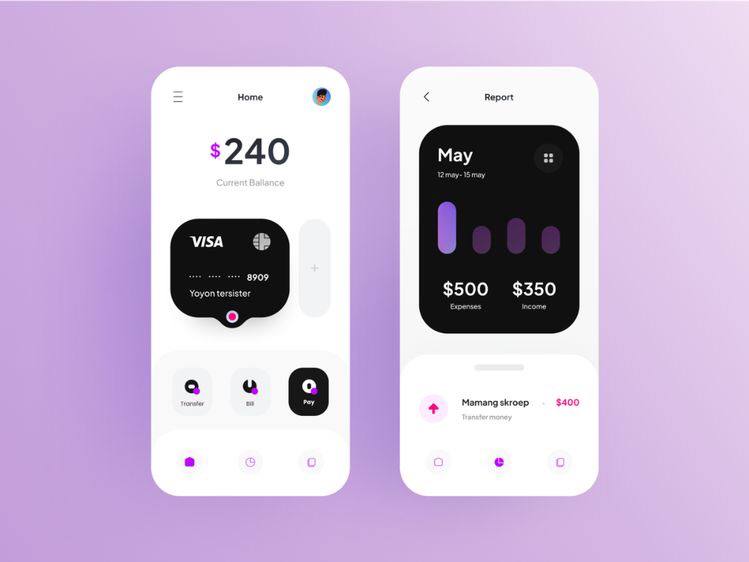 Home
$240
Current Ballance
VISA
.... .... .... 8909
Yoyon tersister
+
Transfer
Bill
Pay
Report
May
12 may- 15 may
$500
$350
Expenses
Income
Mamang skroep - $400
Transfer money